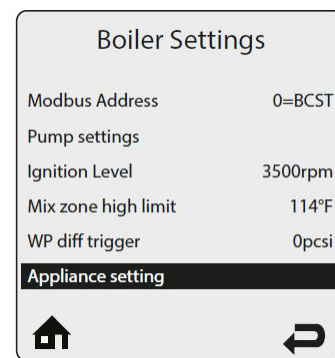 Boiler Settings
Modbus Address 0=BCST
Pump settings
Ignition Level 3500rpm
Mix zone high limit 114°F
WP diff trigger 0pcsi
Appliance setting